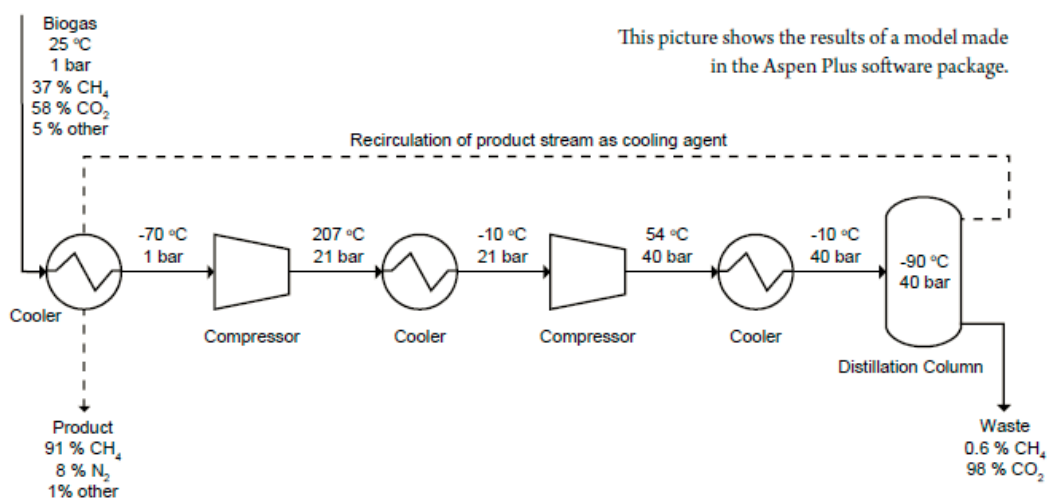 Biogas
25 °C
1 bar
37 % CH₄
58 % CO₂
5 % other
This picture shows the results of a model made
in the Aspen Plus software package.
Recirculation of product stream as cooling agent
-70 °C
1 bar
207 °C
21 bar
-10 °C
21 bar
54 °C
40 bar
-10 °C
40 bar
-90 °C
40 bar
Cooler
Compressor
Cooler
Compressor
Cooler
Distillation Column
Product
91 % CH₄
8 % N₂
1% other
Waste
0.6 % CH₄
98 % CO₂